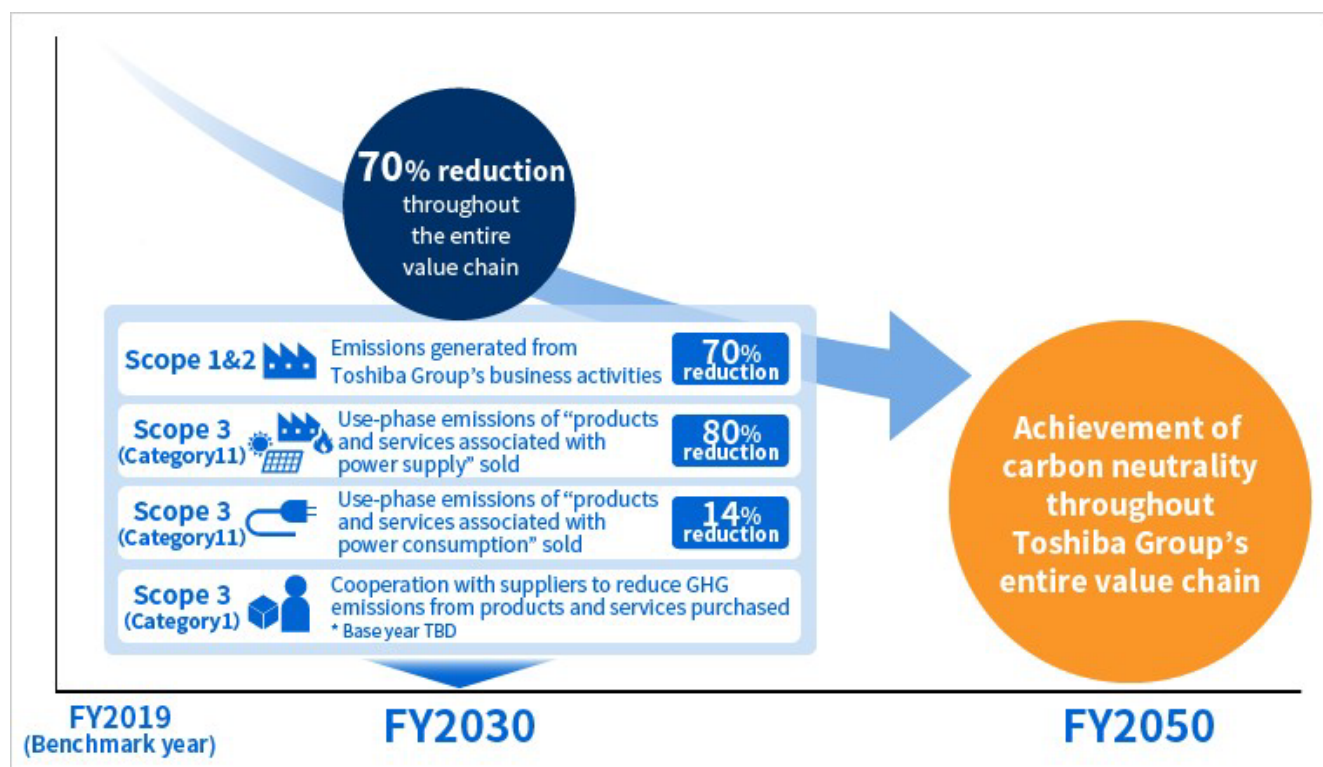 70% reduction
throughout
the entire
value chain
Scope 1&2
Emissions generated from
Toshiba Group's business activities
70%
reduction
Scope 3
(Category11)
Use-phase emissions of “products
and services associated with
power supply” sold
80%
reduction
Scope 3
(Category11)
Use-phase emissions of “products
and services associated with
power consumption” sold
14%
reduction
Scope 3
(Category1)
Cooperation with suppliers to reduce GHG
emissions from products and services purchased
* Base year TBD
Achievement of
carbon neutrality
throughout
Toshiba Group’s
entire value chain
FY2019
(Benchmark year)
FY2030
FY2050